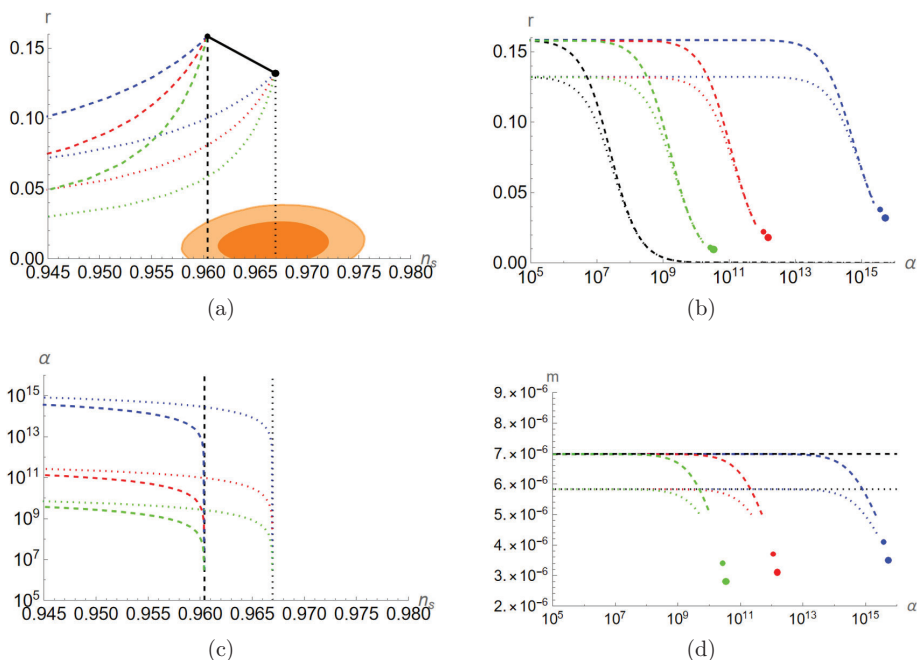 r
0.15
0.10
0.05
0.00
0.945 0.950 0.955 0.960 0.965 0.970 0.975 0.980
n_s
(a)
r
0.15
0.10
0.05
0.00
10^5 10^7 10^9 10^11 10^13 10^15
α
(b)
α
10^15
10^13
10^11
10^9
10^7
10^5
0.945 0.950 0.955 0.960 0.965 0.970 0.975 0.980
n_s
(c)
m
9. × 10^-6
8. × 10^-6
7. × 10^-6
6. × 10^-6
5. × 10^-6
4. × 10^-6
3. × 10^-6
2. × 10^-6
10^5 10^7 10^9 10^11 10^13 10^15
α
(d)